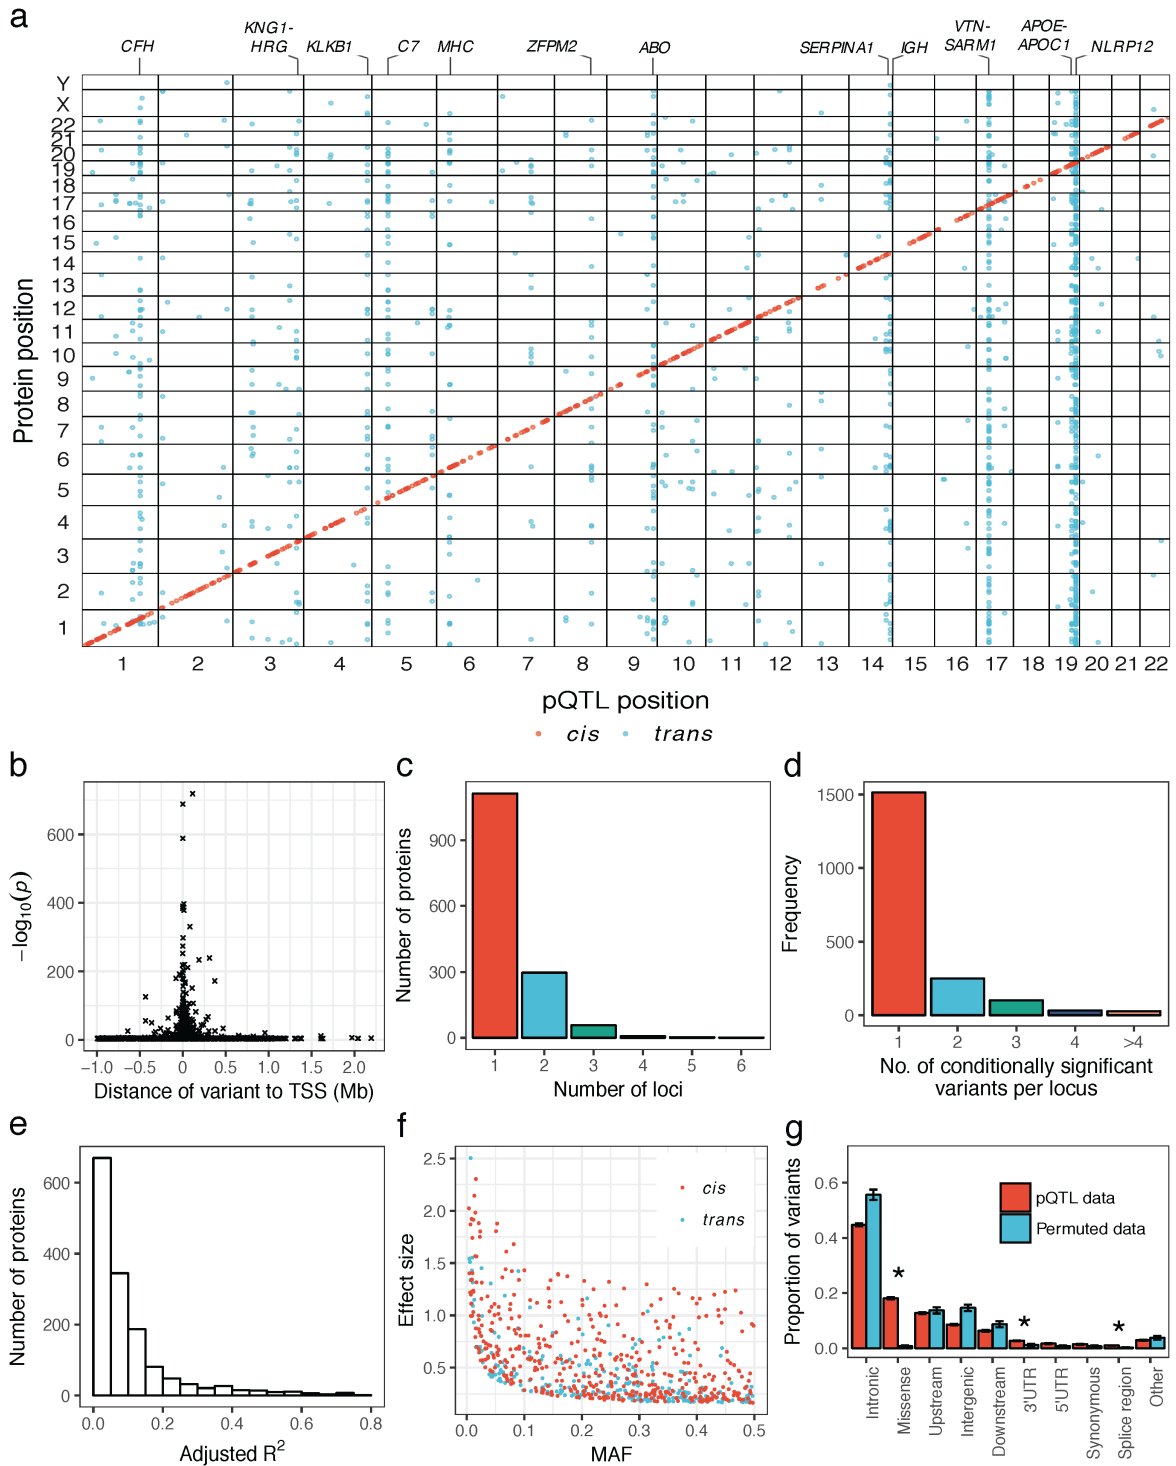 a
CFH
KNG1-
HRG
KLKB1
C7
MHC
ZFPM2
ABO
SERPINA1
IGH
VTN-
SARM1
APOE-
APOC1
NLRP12
Protein position
Y
X
22
21
20
19
18
17
16
15
14
13
12
11
10
9
8
7
6
5
4
3
2
1
1 2 3 4 5 6 7 8 9 10 11 12 13 14 15 16 17 18 19 20 21 22
pQTL position
cis trans
b
−log10(p)
600
400
200
0
−1.0 −0.5 0 0.5 1.0 1.5 2.0
Distance of variant to TSS (Mb)
c
Number of proteins
900
600
300
0
1 2 3 4 5 6
Number of loci
d
Frequency
1500
1000
500
0
1 2 3 4 >4
No. of conditionally significant
variants per locus
e
Number of proteins
600
400
200
0
0.0 0.2 0.4 0.6 0.8
Adjusted R2
f
Effect size
2.5
2.0
1.5
1.0
0.5
cis
trans
0.0 0.1 0.2 0.3 0.4 0.5
MAF
g
Proportion of variants
0.6
0.4
0.2
0.0
pQTL data
Permuted data
*
*
*
Intronic
Missense
Upstream
Intergenic
Downstream
3'UTR
5'UTR
Synonymous
Splice region
Other